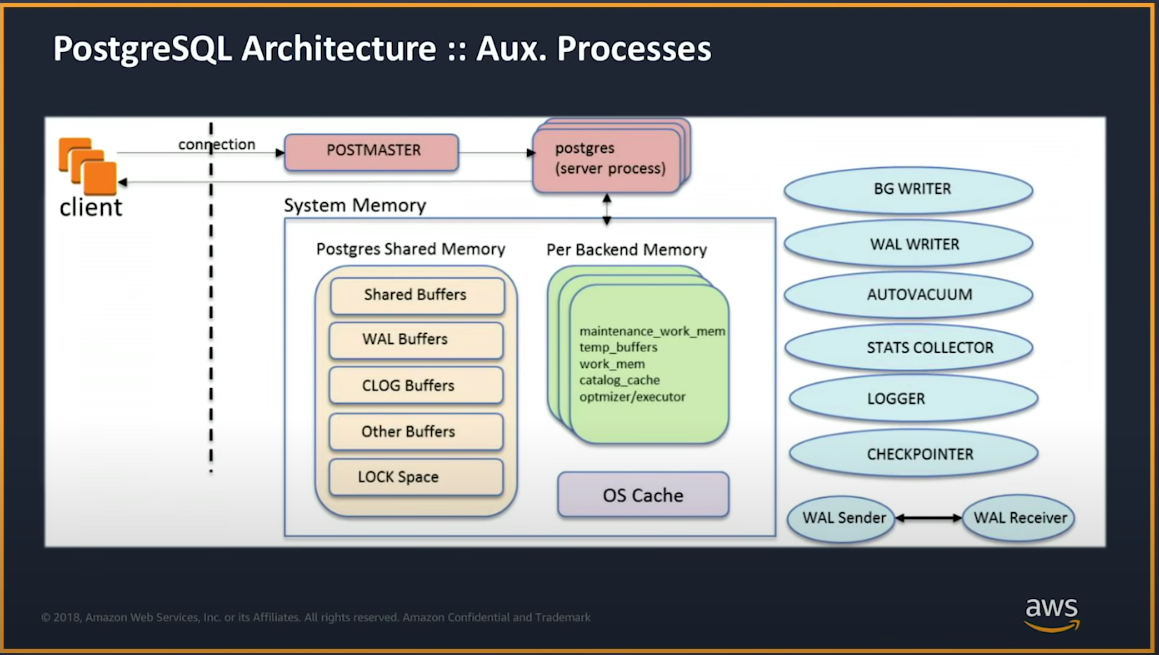 PostgreSQL Architecture :: Aux. Processes
connection
POSTMASTER
postgres
(server process)
client
System Memory
Postgres Shared Memory
Shared Buffers
WAL Buffers
CLOG Buffers
Other Buffers
LOCK Space
Per Backend Memory
maintenance_work_mem
temp_buffers
work_mem
catalog_cache
optmizer/executor
OS Cache
BG WRITER
WAL WRITER
AUTOVACUUM
STATS COLLECTOR
LOGGER
CHECKPOINTER
WAL Sender
WAL Receiver
© 2018, Amazon Web Services, Inc. or its Affiliates. All rights reserved. Amazon Confidential and Trademark
aws